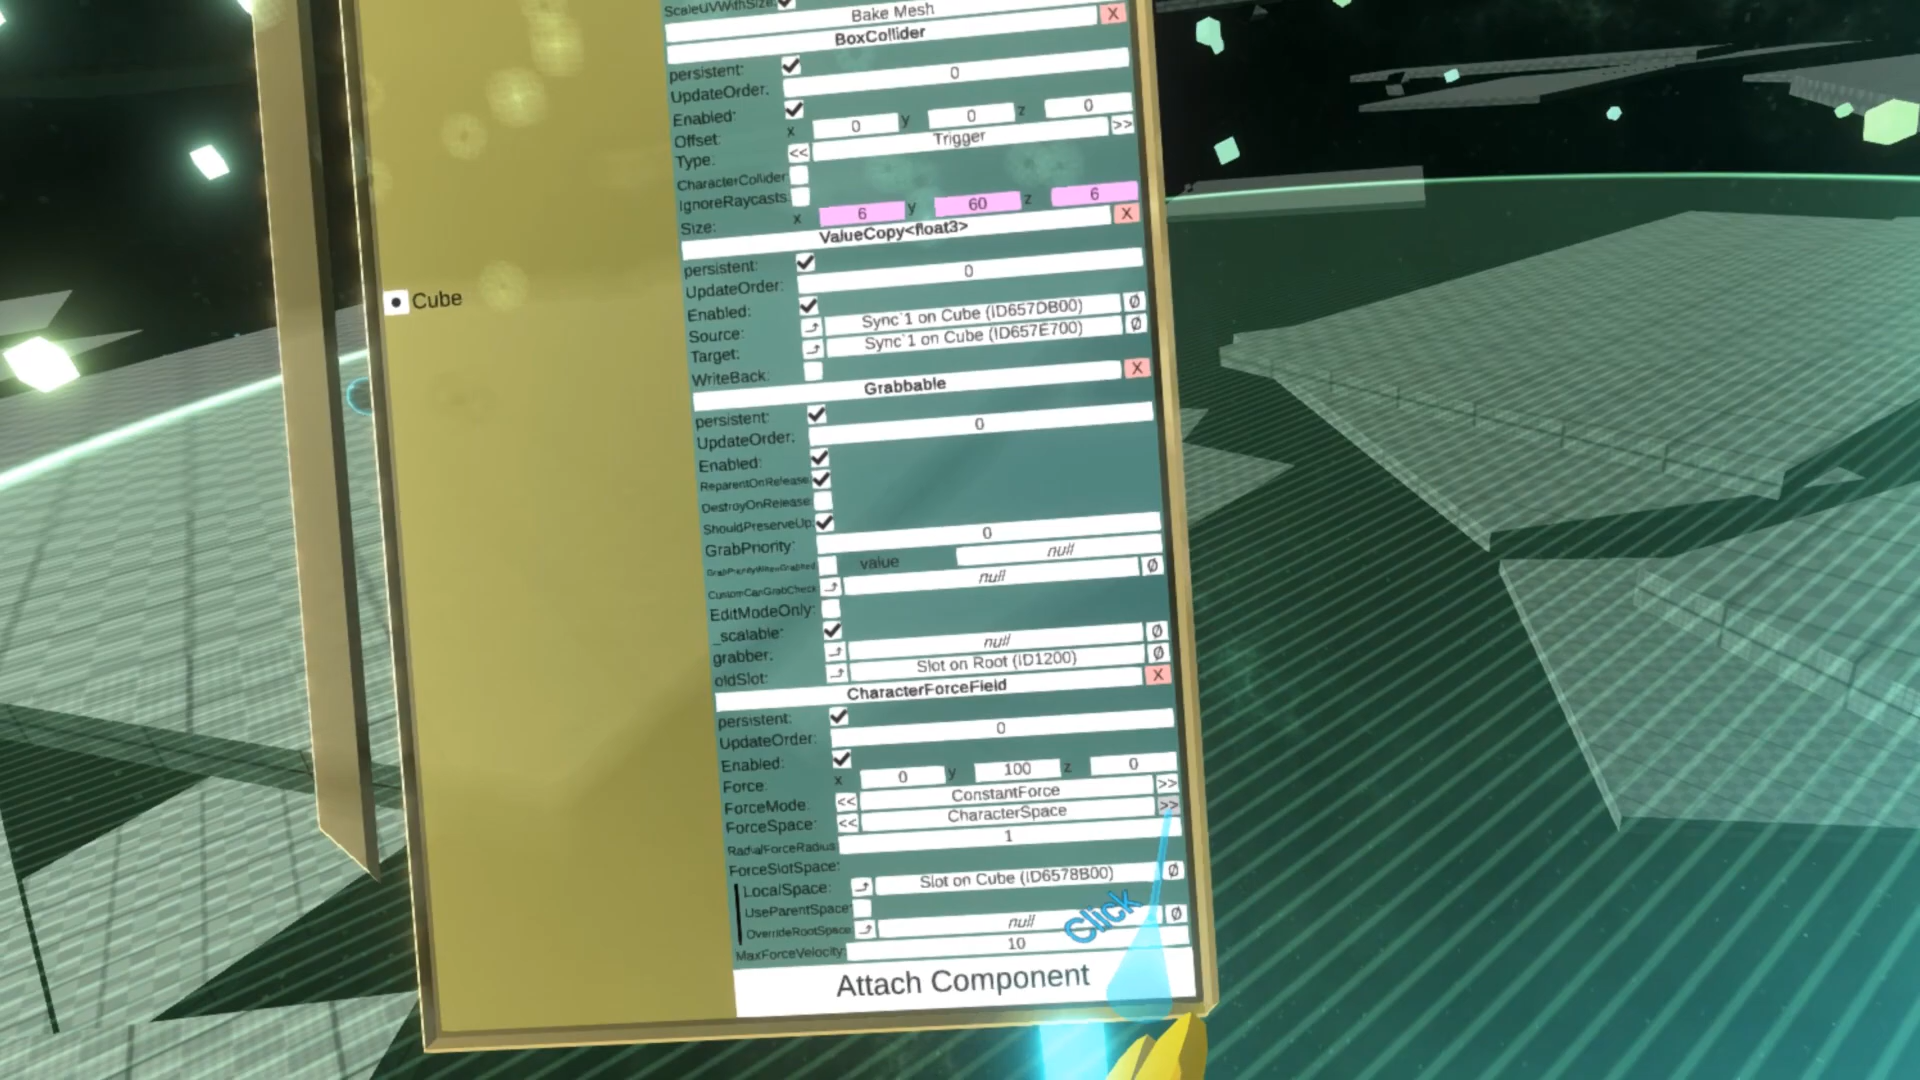 ScaleUVWithSize:
Bake Mesh
BoxCollider X
persistent:
UpdateOrder: 0
Enabled:
Offset: x 0 y 0 z 0
Type: << Trigger >>
CharacterCollider
IgnoreRaycasts
Size: x 6 y 60 z 6
ValueCopy<float3> X
persistent:
UpdateOrder: 0
Enabled:
Source: Sync`1 on Cube (ID657DB00) Ø
Target: Sync`1 on Cube (ID657E700) Ø
WriteBack:
Grabbable X
persistent:
UpdateOrder: 0
Enabled:
ReparentOnRelease
DestroyOnRelease
ShouldPreserveUp
GrabPriority: 0
GrabPriorityWhenGrabbed value null
CustomCanGrabCheck null Ø
EditModeOnly:
_scalable:
grabber: null Ø
oldSlot: Slot on Root (ID1200) Ø
CharacterForceField X
persistent:
UpdateOrder: 0
Enabled:
Force: x 0 y 100 z 0
ForceMode: << ConstantForce >>
ForceSpace: << CharacterSpace >>
RadialForceRadius: 1
ForceSlotSpace:
LocalSpace: Slot on Cube (ID6578B00) Ø
UseParentSpace
OverrideRootSpace null Ø
MaxForceVelocity: 10
Attach Component
Cube
Click